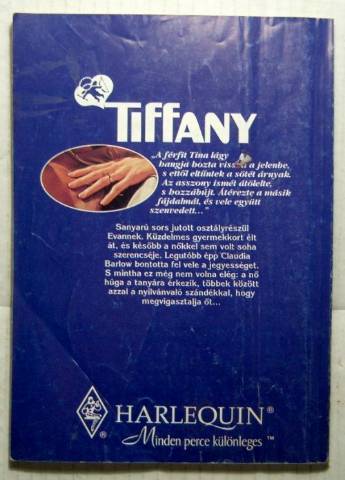 TiffANY
„A férfit Tina lágy
hangja hozta vissza a jelenbe,
s ettől eltűntek a sötét árnyak.
Az asszony ismét átölelte,
s hozzábújt. Átérezte a másik
fájdalmát, és vele együtt
szenvedett..."
Sanyarú sors jutott osztályrészül
Evannek. Küzdelmes gyermekkort élt
át, és később a nőkkel sem volt soha
szerencséje. Legutóbb épp Claudia
Barlow bontotta fel vele a jegyességet.
S mintha ez még nem volna elég: a nő
húga a tanyára érkezik, többek között
azzal a nyilvánvaló szándékkal, hogy
megvigasztalja őt...
HARLEQUIN®
Minden perce különleges ™
®